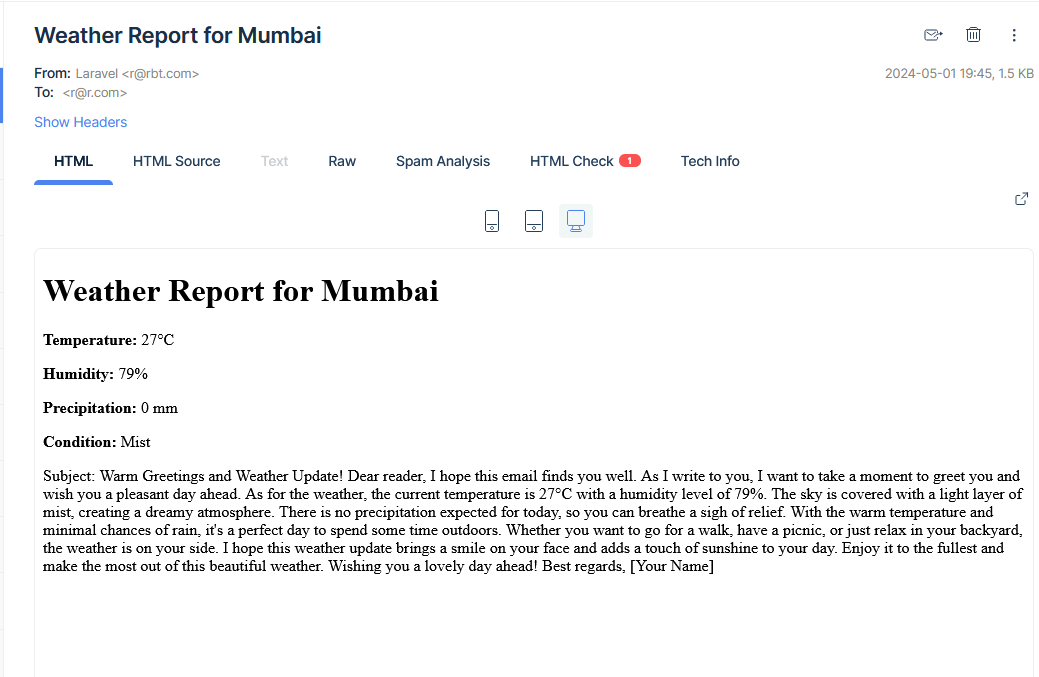 Weather Report for Mumbai
From: Laravel <r@rbt.com>
2024-05-01 19:45, 1.5 KB
To: <r@r.com>
Show Headers
HTML HTML Source Text Raw Spam Analysis HTML Check 1 Tech Info
Weather Report for Mumbai
Temperature: 27°C
Humidity: 79%
Precipitation: 0 mm
Condition: Mist
Subject: Warm Greetings and Weather Update! Dear reader, I hope this email finds you well. As I write to you, I want to take a moment to greet you and
wish you a pleasant day ahead. As for the weather, the current temperature is 27°C with a humidity level of 79%. The sky is covered with a light layer of
mist, creating a dreamy atmosphere. There is no precipitation expected for today, so you can breathe a sigh of relief. With the warm temperature and
minimal chances of rain, it's a perfect day to spend some time outdoors. Whether you want to go for a walk, have a picnic, or just relax in your backyard,
the weather is on your side. I hope this weather update brings a smile on your face and adds a touch of sunshine to your day. Enjoy it to the fullest and
make the most out of this beautiful weather. Wishing you a lovely day ahead! Best regards, [Your Name]